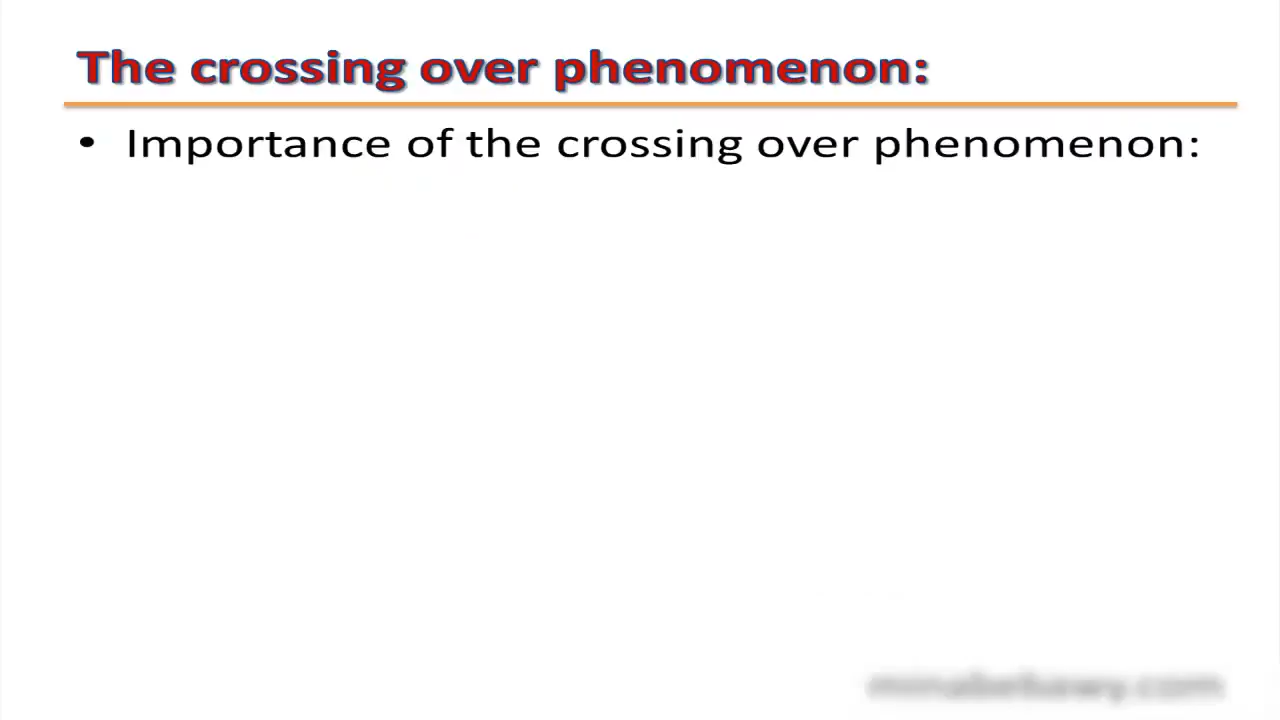 The crossing over phenomenon:
• Importance of the crossing over phenomenon: